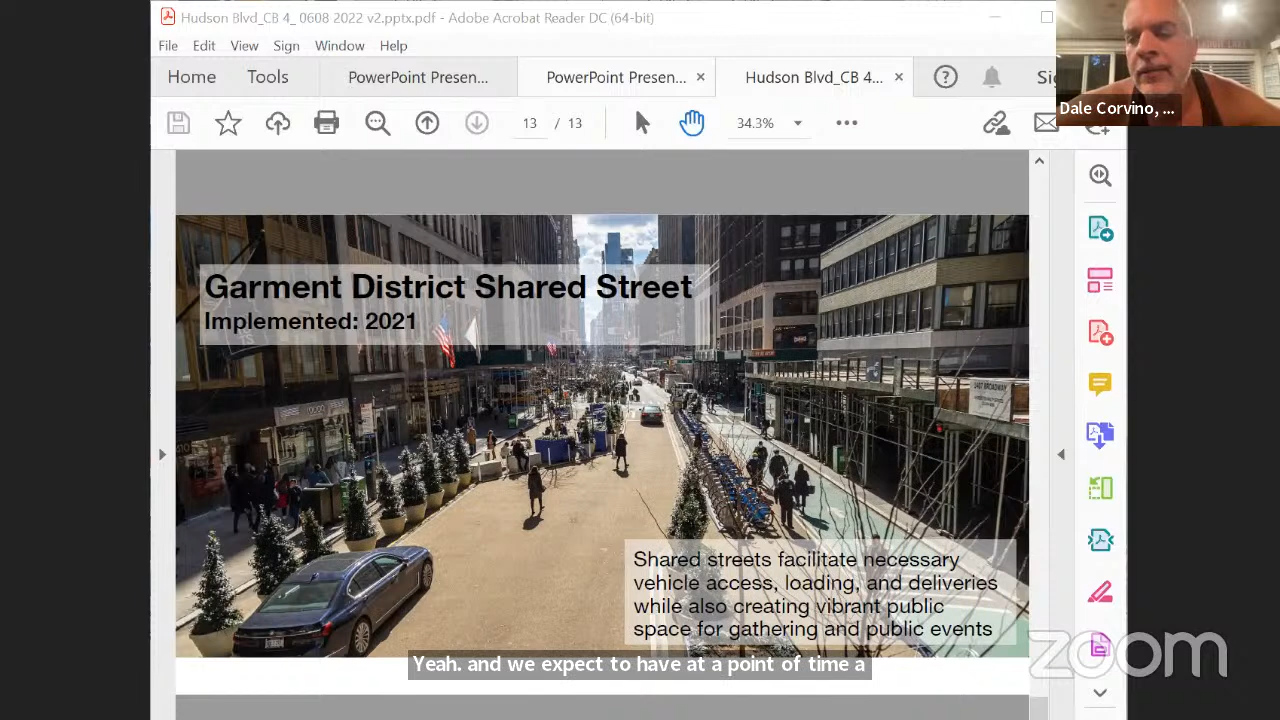 Hudson Blvd_CB 4_ 0608 2022 v2.pptx.pdf - Adobe Acrobat Reader DC (64-bit)
File Edit View Sign Window Help
Home Tools PowerPoint Presen... PowerPoint Presen... × Hudson Blvd_CB 4... × ? Si
13 / 13 34.3%
Dale Corvino, ...
Garment District Shared Street
Implemented: 2021
1407 BROADWAY
Shared streets facilitate necessary
vehicle access, loading, and deliveries
while also creating vibrant public
space for gathering and public events
Yeah. and we expect to have at a point of time a
zoom